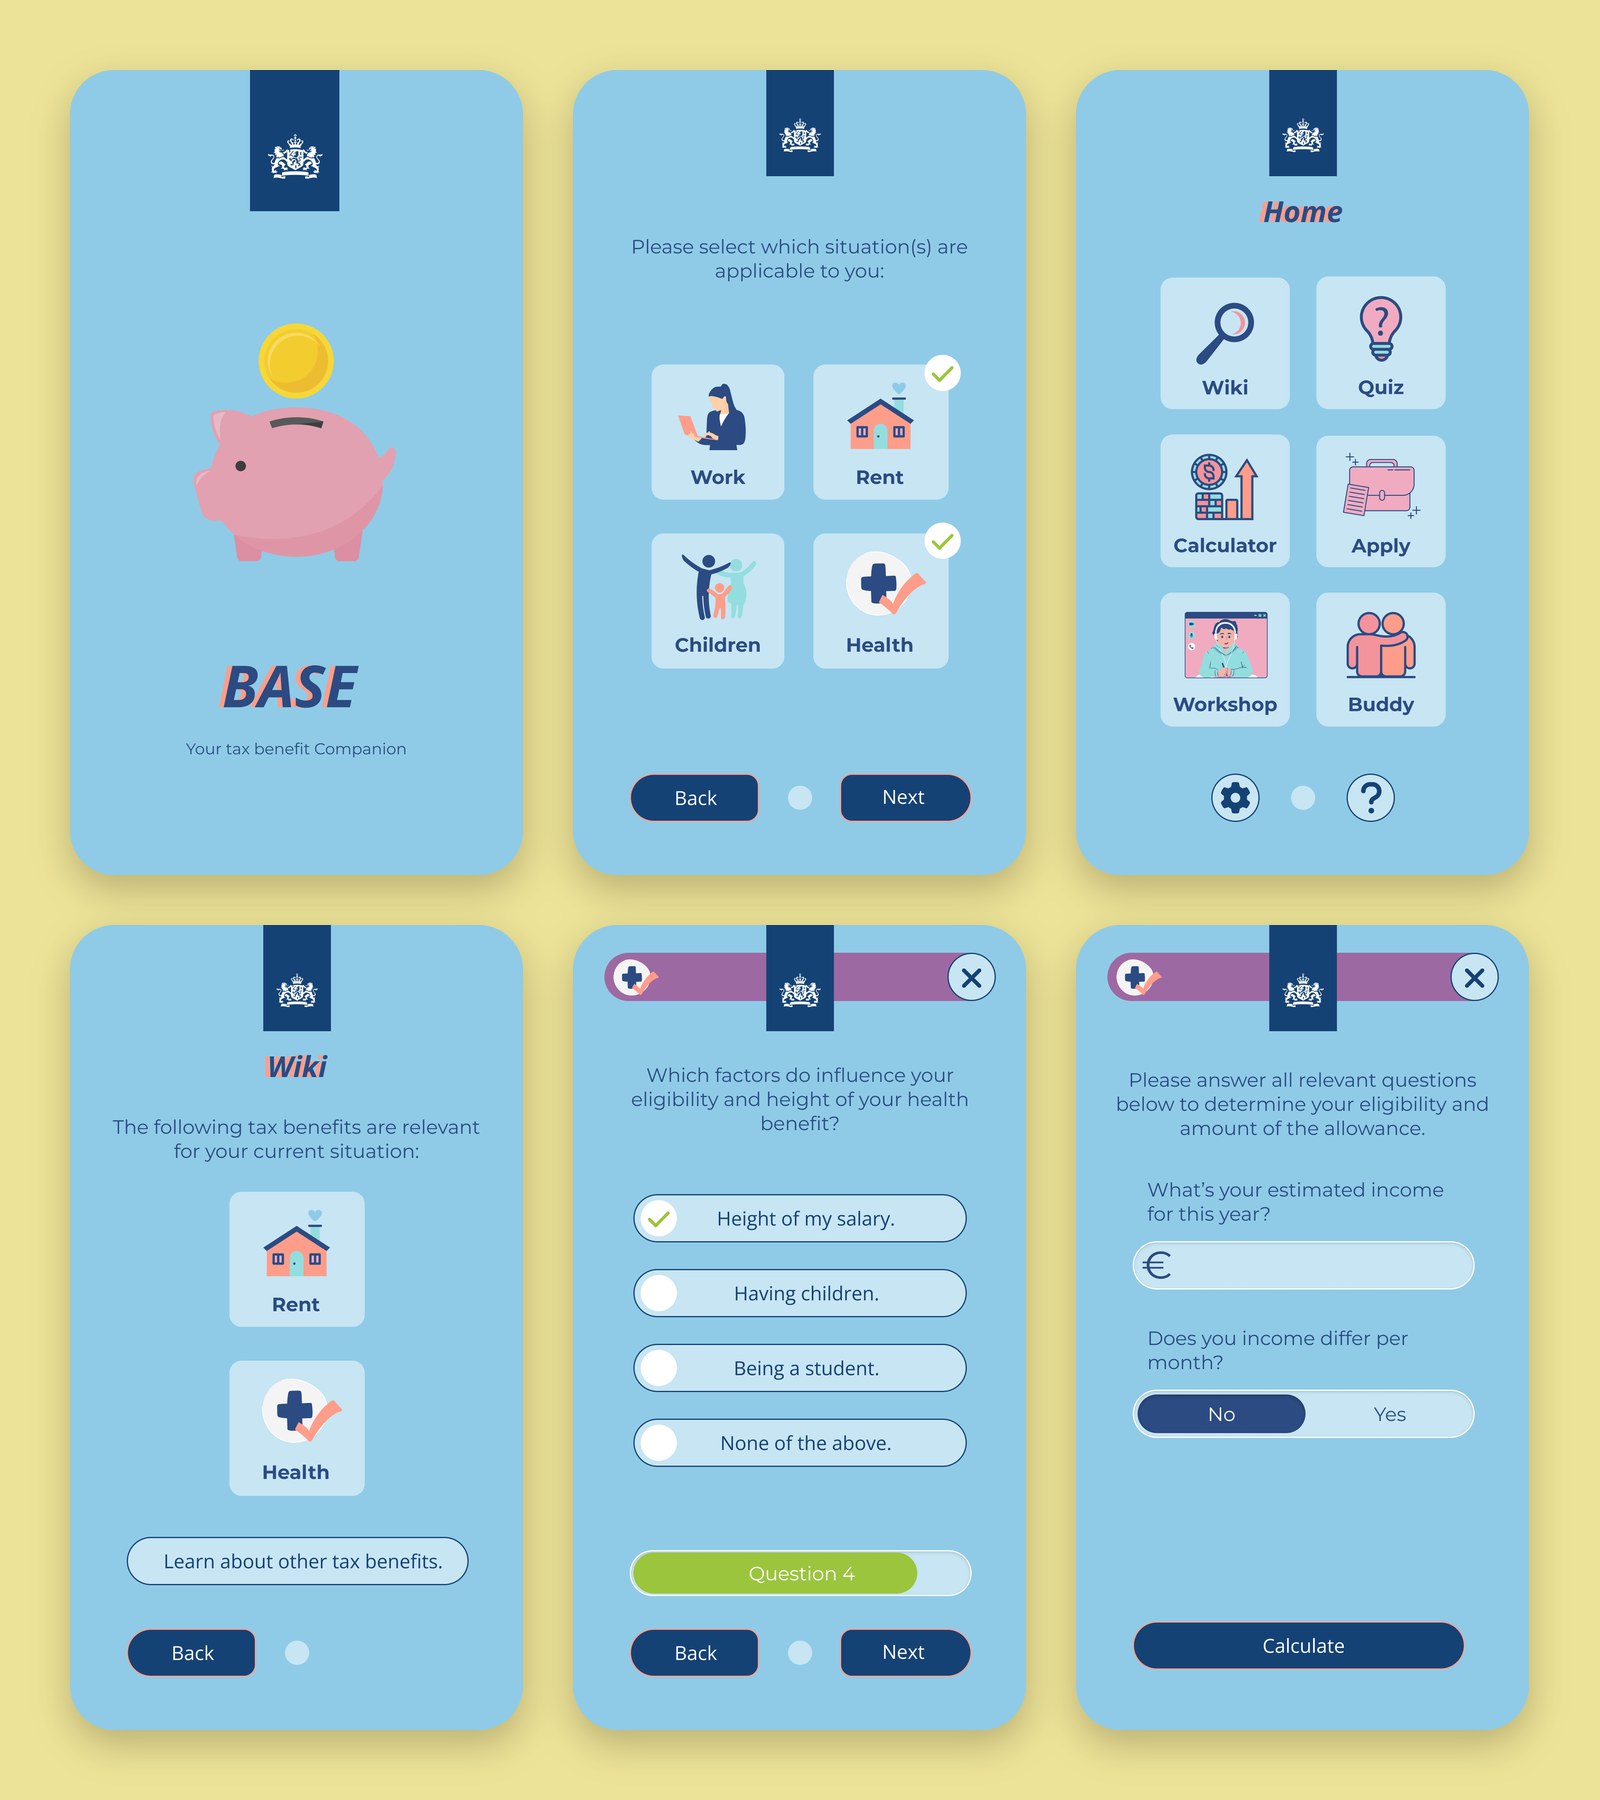 BASE
Your tax benefit Companion
Please select which situation(s) are
applicable to you:
Work
Rent
Children
Health
Back
Next
Home
Wiki
?
Quiz
$
Calculator
Apply
Workshop
Buddy
?
Wiki
The following tax benefits are relevant
for your current situation:
Rent
Health
Learn about other tax benefits.
Back
Which factors do influence your
eligibility and height of your health
benefit?
Height of my salary.
Having children.
Being a student.
None of the above.
Question 4
Back
Next
Please answer all relevant questions
below to determine your eligibility and
amount of the allowance.
What's your estimated income
for this year?
€
Does you income differ per
month?
No
Yes
Calculate